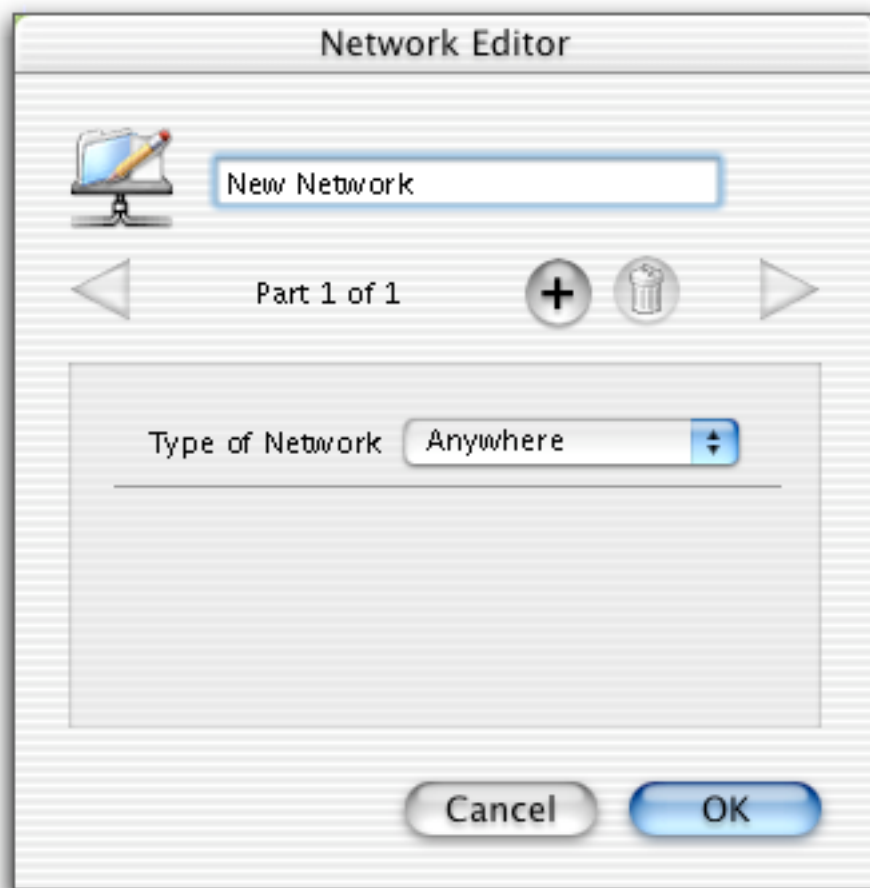 Network Editor
New Network
Part 1 of 1
Type of Network Anywhere
Cancel OK